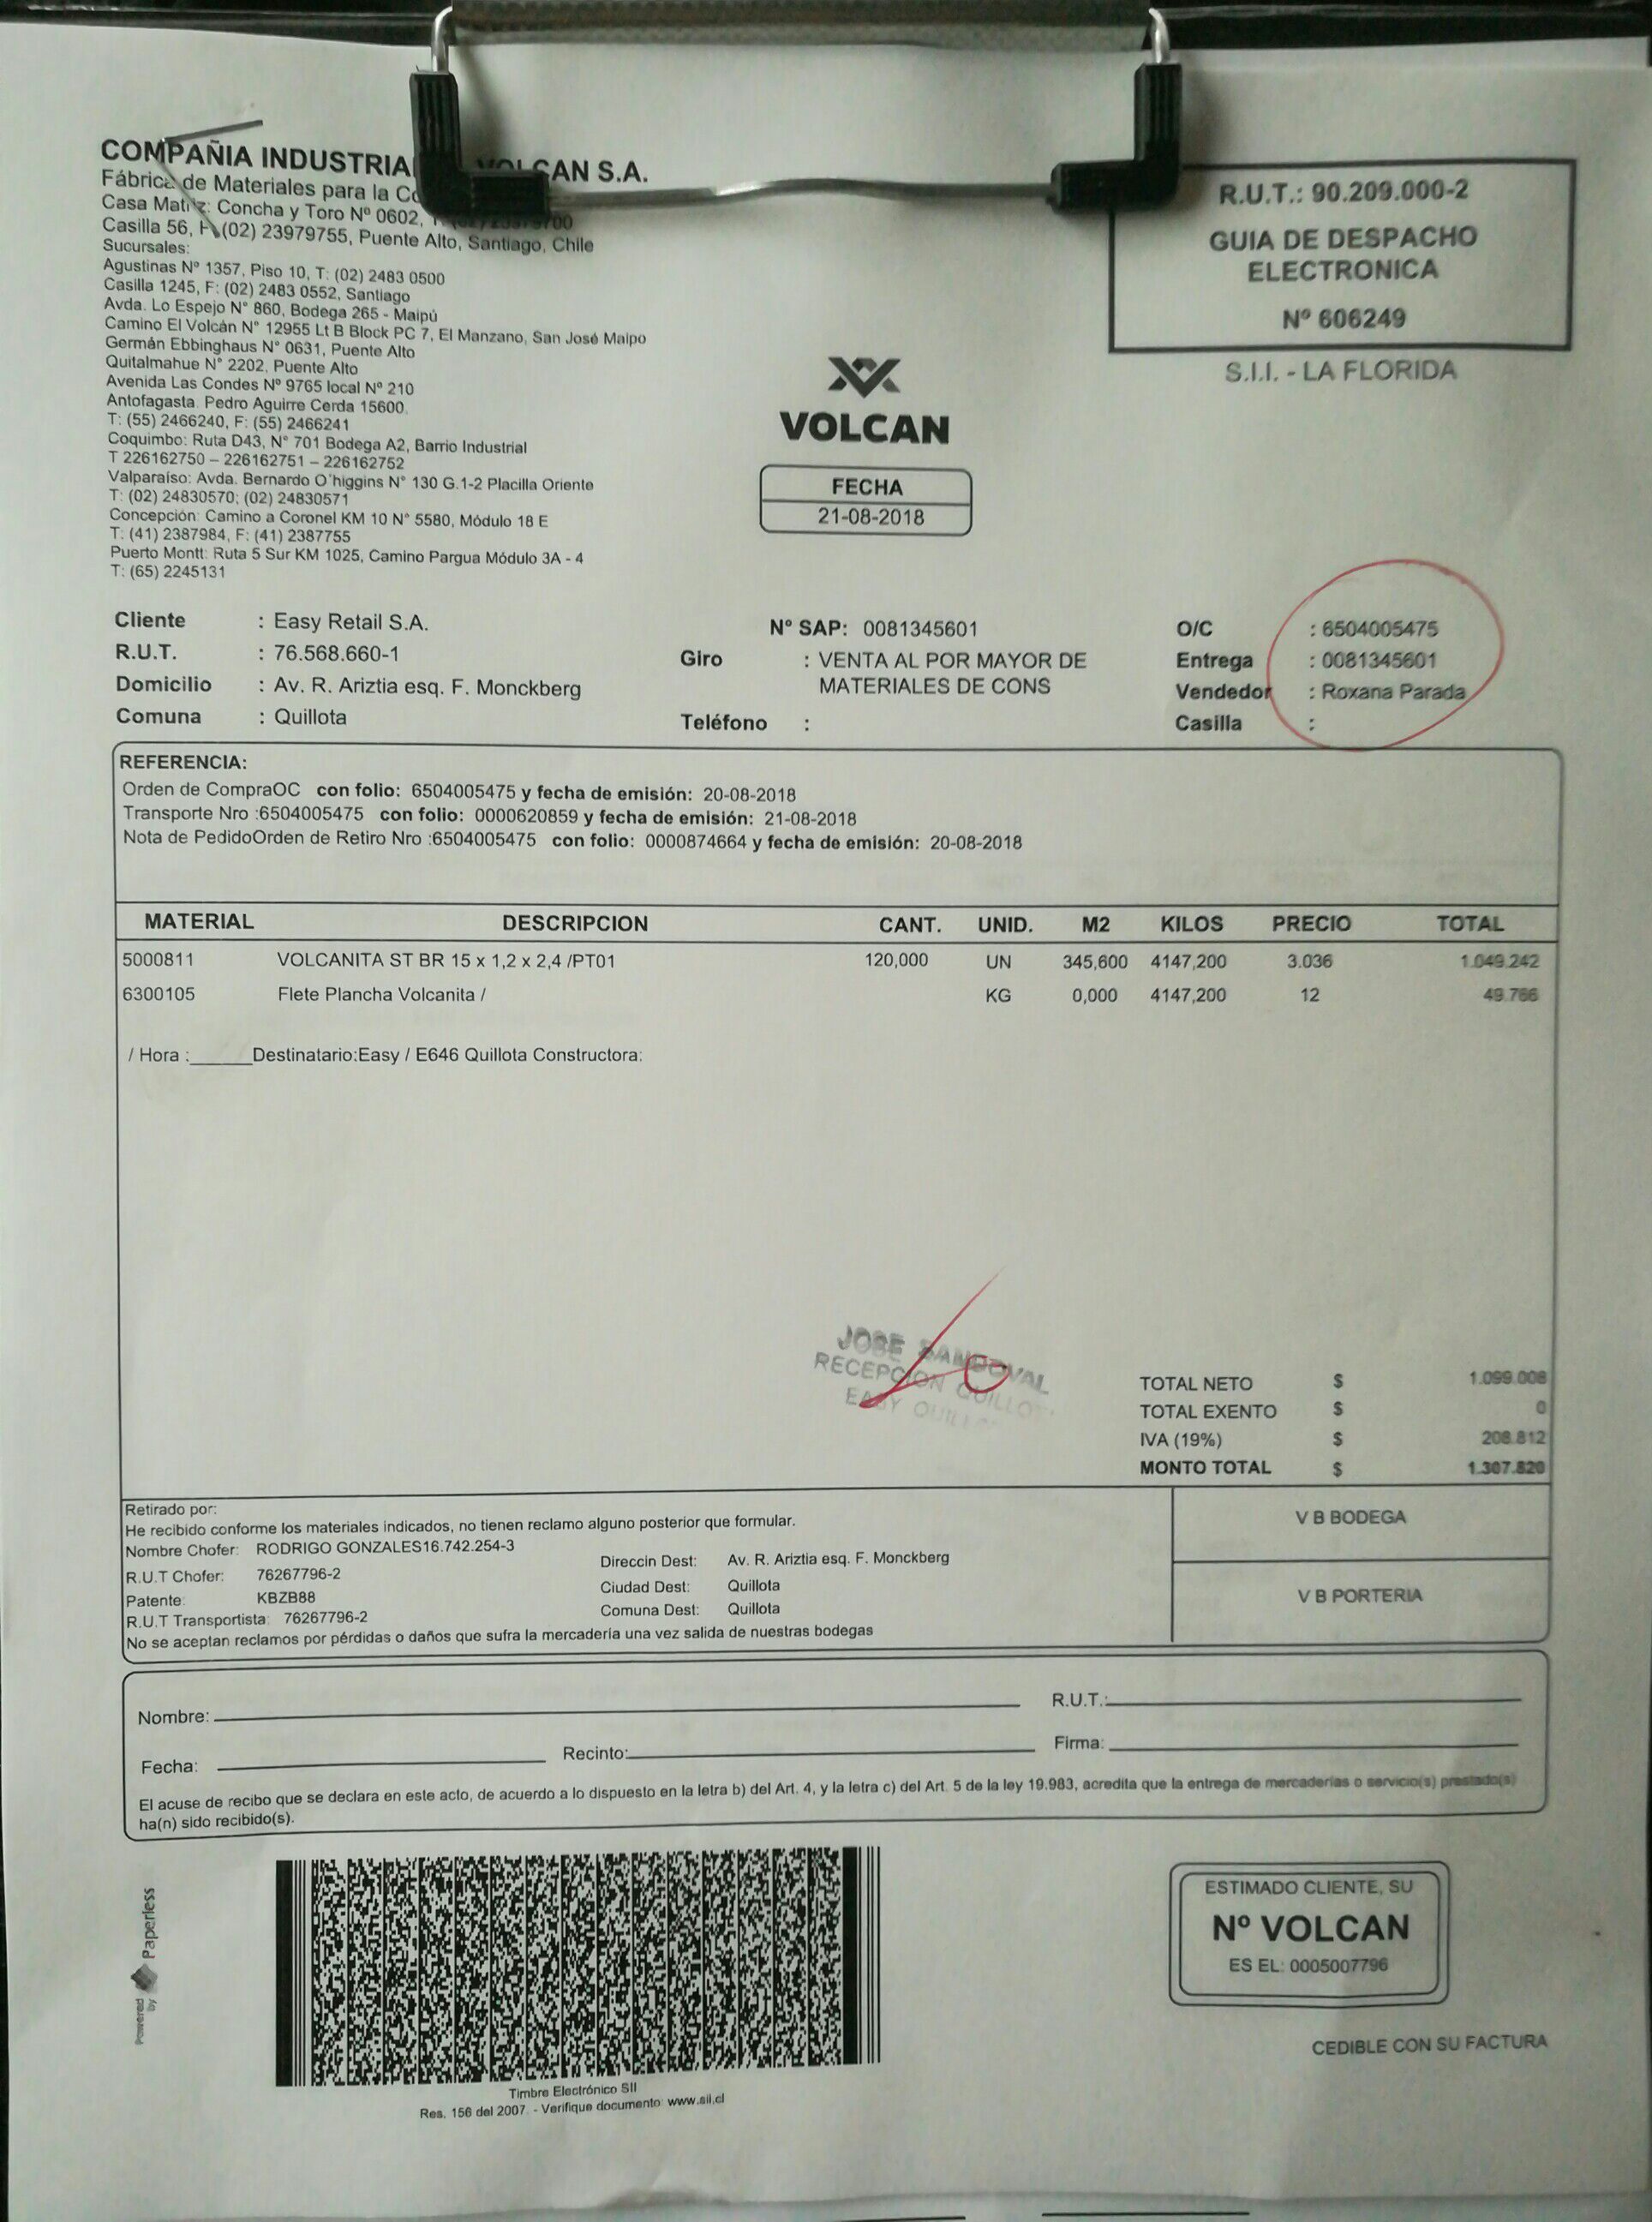 COMPAÑIA INDUSTRIAL VOLCAN S.A.
Fábrica de Materiales para la
Casa Matriz: Concha y Toro Nº 0602,
Casilla 56, F (02) 23979755, Puente Alto, Santiago, Chile
Sucursales:
Agustinas Nº 1357, Piso 10, T: (02) 2483 0500
Casilla 1245, F: (02) 2483 0552, Santiago
Avda. Lo Espejo N° 860, Bodega 265 - Maipú
Camino El Volcán N° 12955 Lt B Block PC 7, El Manzano, San José Maipo
Germán Ebbinghaus N° 0631, Puente Alto
Quitalmahue N° 2202, Puente Alto
Avenida Las Condes Nº 9765 local Nº 210
Antofagasta. Pedro Aguirre Cerda 15600.
T: (55) 2466240, F: (55) 2466241
Coquimbo: Ruta D43, N° 701 Bodega A2, Barrio Industrial
T 226162750 – 226162751 – 226162752
Valparaíso: Avda. Bernardo O'higgins N° 130 G.1-2 Placilla Oriente
T: (02) 24830570; (02) 24830571
Concepción: Camino a Coronel KM 10 N° 5580, Módulo 18 E
T: (41) 2387984, F: (41) 2387755
Puerto Montt: Ruta 5 Sur KM 1025, Camino Pargua Módulo 3A - 4
T: (65) 2245131
R.U.T.: 90.209.000-2
GUIA DE DESPACHO
ELECTRONICA
Nº 606249
S.I.I. - LA FLORIDA
VOLCAN
FECHA
21-08-2018
Cliente : Easy Retail S.A.
R.U.T. : 76.568.660-1
Domicilio : Av. R. Ariztia esq. F. Monckberg
Comuna : Quillota
Nº SAP: 0081345601
Giro : VENTA AL POR MAYOR DE
MATERIALES DE CONS
Teléfono :
O/C : 6504005475
Entrega : 0081345601
Vendedor : Roxana Parada
Casilla :
REFERENCIA:
Orden de CompraOC con folio: 6504005475 y fecha de emisión: 20-08-2018
Transporte Nro :6504005475 con folio: 0000620859 y fecha de emisión: 21-08-2018
Nota de PedidoOrden de Retiro Nro :6504005475 con folio: 0000874664 y fecha de emisión: 20-08-2018
MATERIAL DESCRIPCION CANT. UNID. M2 KILOS PRECIO TOTAL
5000811 VOLCANITA ST BR 15 x 1,2 x 2,4 /PT01 120,000 UN 345,600 4147,200 3.036 1.049.242
6300105 Flete Plancha Volcanita / KG 0,000 4147,200 12 49.766
/ Hora :______Destinatario:Easy / E646 Quillota Constructora:
JOSE SANDOVAL
RECEPCION QUILLOTA
EASY QUILLOTA
TOTAL NETO $ 1.099.008
TOTAL EXENTO $ 0
IVA (19%) $ 208.812
MONTO TOTAL $ 1.307.820
Retirado por:
He recibido conforme los materiales indicados, no tienen reclamo alguno posterior que formular.
Nombre Chofer: RODRIGO GONZALES16.742.254-3
R.U.T Chofer: 76267796-2
Patente: KBZB88
R.U.T Transportista: 76267796-2
Direccin Dest: Av. R. Ariztia esq. F. Monckberg
Ciudad Dest: Quillota
Comuna Dest: Quillota
No se aceptan reclamos por pérdidas o daños que sufra la mercadería una vez salida de nuestras bodegas
V B BODEGA
V B PORTERIA
Nombre: R.U.T.:
Fecha: Recinto: Firma:
El acuse de recibo que se declara en este acto, de acuerdo a lo dispuesto en la letra b) del Art. 4, y la letra c) del Art. 5 de la ley 19.983, acredita que la entrega de mercaderías o servicio(s) prestado(s)
ha(n) sido recibido(s).
Powered by Paperless
Timbre Electrónico SII
Res. 156 del 2007 - Verifique documento: www.sii.cl
ESTIMADO CLIENTE, SU
Nº VOLCAN
ES EL: 0005007796
CEDIBLE CON SU FACTURA